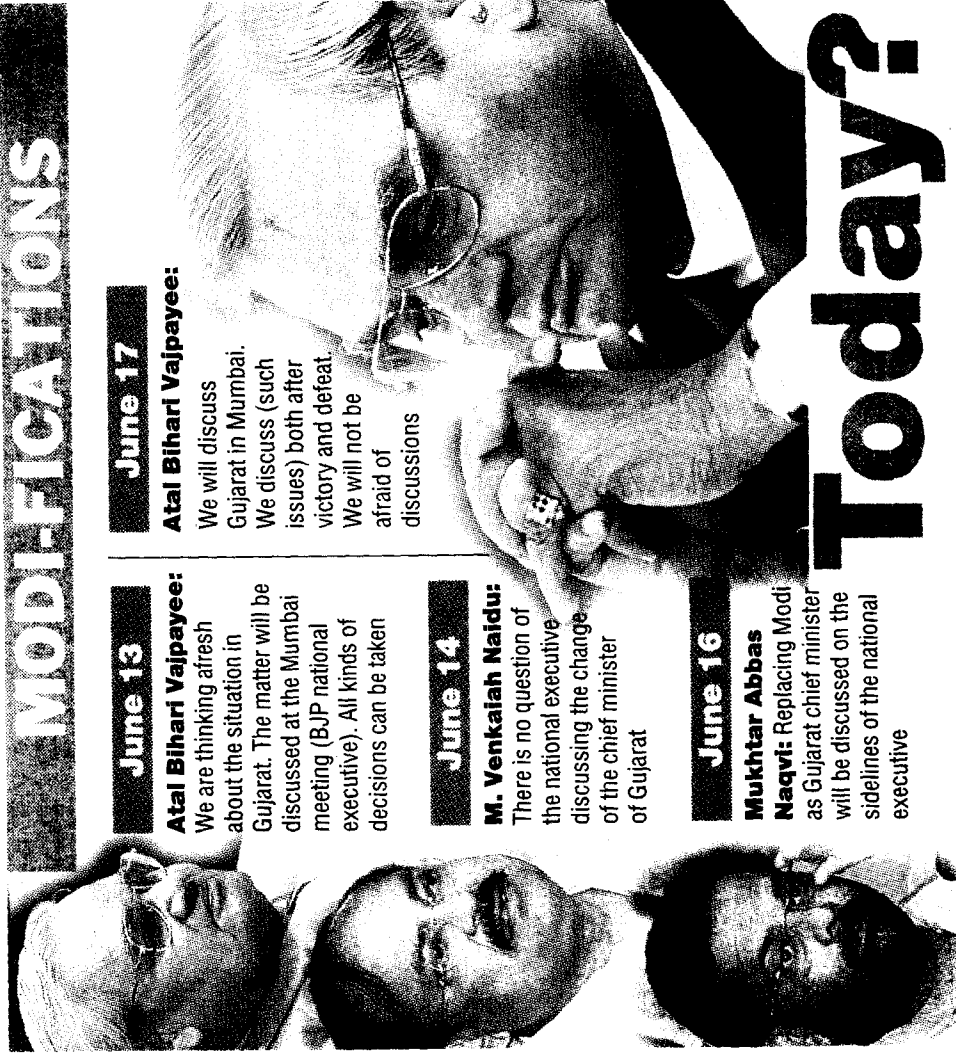 MODI-FICATIONS
June 13
Atal Bihari Vajpayee:
We are thinking afresh
about the situation in
Gujarat. The matter will be
discussed at the Mumbai
meeting (BJP national
executive). All kinds of
decisions can be taken
June 14
M. Venkaiah Naidu:
There is no question of
the national executive
discussing the change
of the chief minister
of Gujarat
June 16
Mukhtar Abbas
Naqvi: Replacing Modi
as Gujarat chief minister
will be discussed on the
sidelines of the national
executive
June 17
Atal Bihari Vajpayee:
We will discuss
Gujarat in Mumbai.
We discuss (such
issues) both after
victory and defeat.
We will not be
afraid of
discussions
Today?